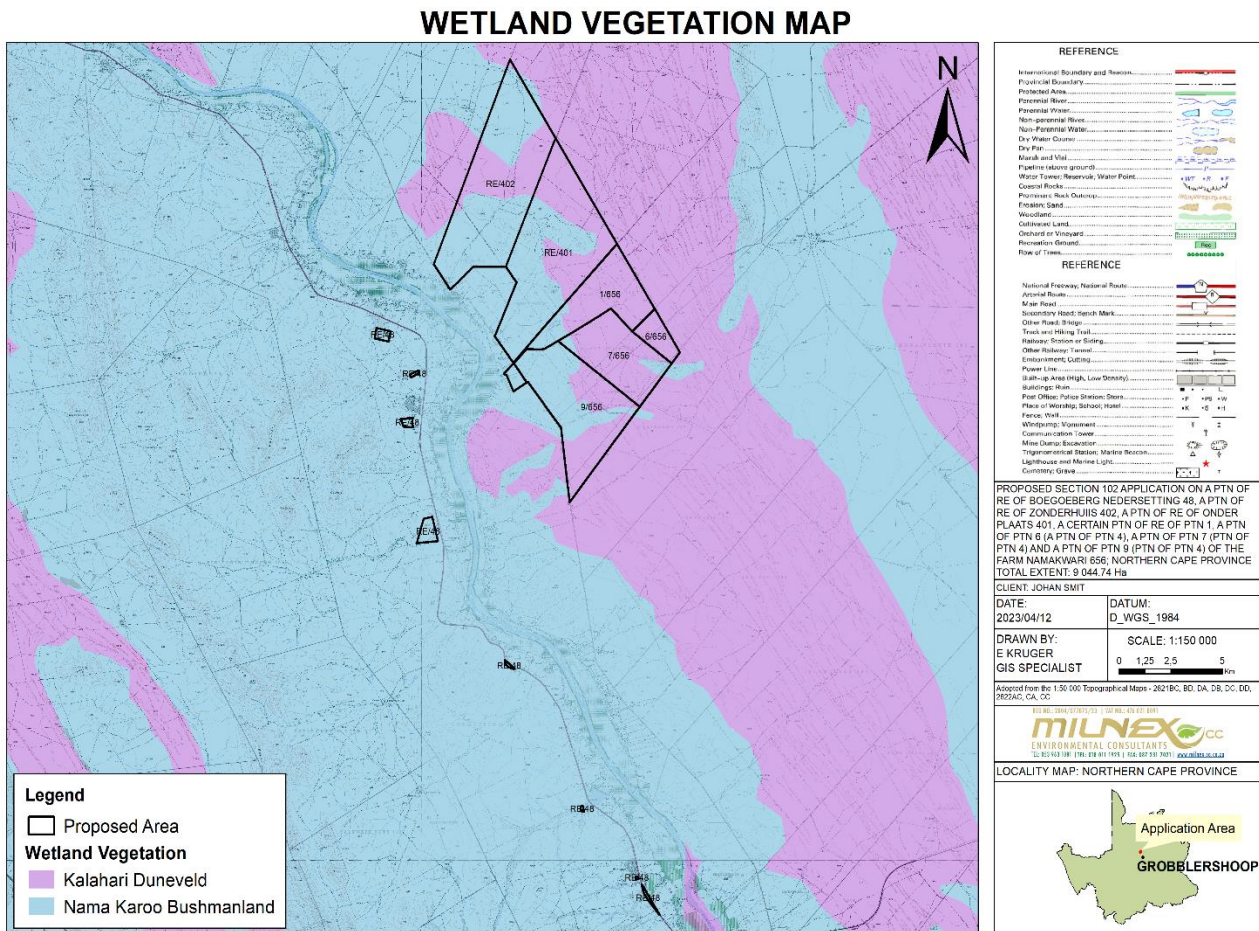 WETLAND VEGETATION MAP
N
RE/402
RE/401
1/656
6/656
7/656
9/656
RE/48
RE/48
RE/48
RE/48
RE/48
RE/48
RE/48
RE/48
Legend
Proposed Area
Wetland Vegetation
Kalahari Duneveld
Nama Karoo Bushmanland
REFERENCE
International Boundary and Beacon
Provincial Boundary
Protected Area
Perennial River
Perennial Water
Non-perennial River
Non-Perennial Water
Dry Water Course
Dry Pan
Marsh and Vlei
Pipeline (above ground)
Water Tower; Reservoir; Water Point
Coastal Rocks
Prominent Rock Outcrop
Erosion; Sand
Woodland
Cultivated Land
Orchard or Vineyard
Recreation Ground
Row of Trees
REFERENCE
National Freeway; National Route
Arterial Route
Main Road
Secondary Road; Bench Mark
Other Road; Bridge
Track and Hiking Trail
Railway; Station or Siding
Other Railway; Tunnel
Embankment; Cutting
Power Line
Built-up Area (High, Low Density)
Buildings; Ruin
Post Office; Police Station; Store
Place of Worship; School; Hotel
Fence; Wall
Windpump; Monument
Communication Tower
Mine Dump; Excavation
Trigonometrical Station; Marine Beacon
Lighthouse and Marine Light
Cemetery; Grave
PROPOSED SECTION 102 APPLICATION ON A PTN OF
RE OF BOEGOEBERG NEDERSETTING 48, A PTN OF
RE OF ZONDERHUIS 402, A PTN OF RE OF ONDER
PLAATS 401, A CERTAIN PTN OF RE OF PTN 1, A PTN
OF PTN 6 (A PTN OF PTN 4), A PTN OF PTN 7 (PTN OF
PTN 4) AND A PTN OF PTN 9 (PTN OF PTN 4) OF THE
FARM NAMAKWARI 656; NORTHERN CAPE PROVINCE
TOTAL EXTENT: 9 044.74 Ha
CLIENT: JOHAN SMIT
DATE:
2023/04/12
DATUM:
D_WGS_1984
DRAWN BY:
E KRUGER
GIS SPECIALIST
SCALE: 1:150 000
0 1,25 2,5 5
Km
Adopted from the 1:50 000 Topographical Maps - 2821BC, BD, DA, DB, DC, DD,
2822AC, CA, CC
MILNEX CC
ENVIRONMENTAL CONSULTANTS
LOCALITY MAP: NORTHERN CAPE PROVINCE
Application Area
GROBBLERSHOOP